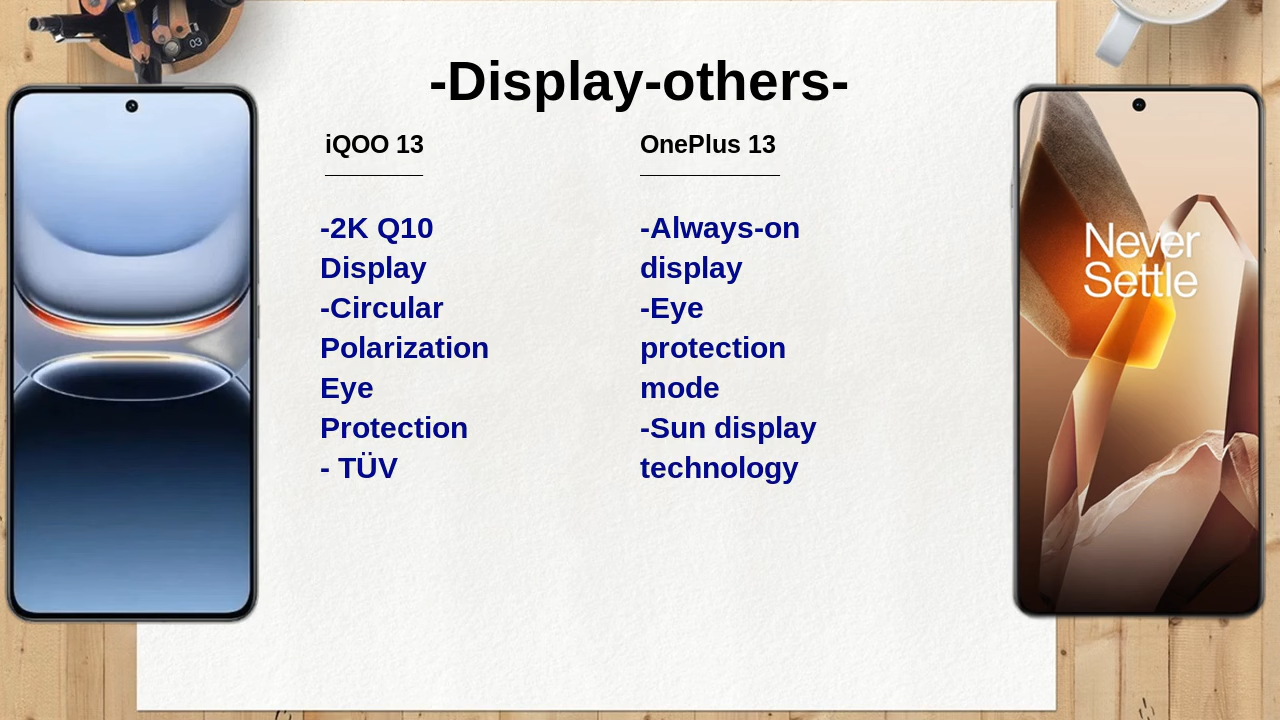 -Display-others-
iQOO 13
OnePlus 13
-2K Q10
Display
-Circular
Polarization
Eye
Protection
- TÜV
-Always-on
display
-Eye
protection
mode
-Sun display
technology
Never
Settle
03